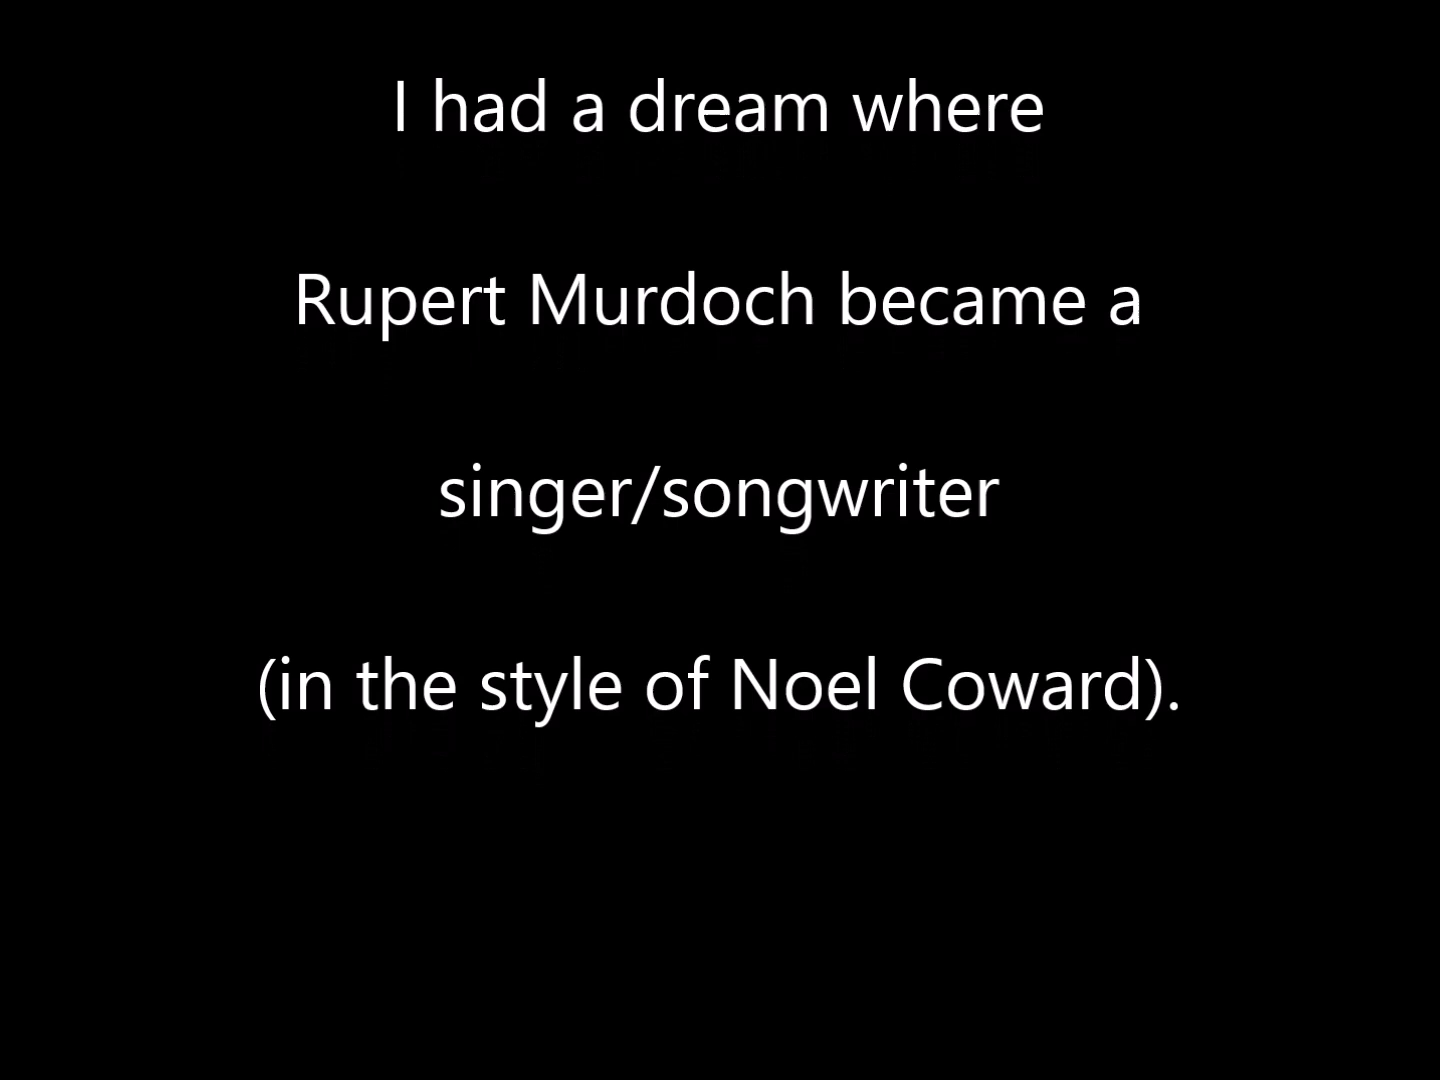 I had a dream where
Rupert Murdoch became a
singer/songwriter
(in the style of Noel Coward).